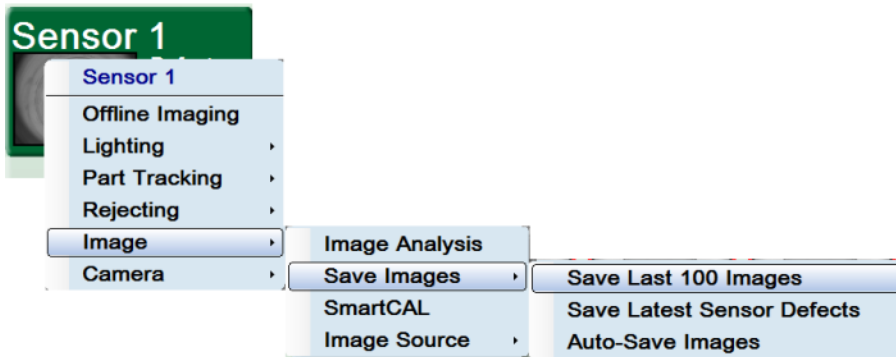 Sensor 1
Sensor 1
Offline Imaging
Lighting
Part Tracking
Rejecting
Image
Camera
Image Analysis
Save Images
SmartCAL
Image Source
Save Last 100 Images
Save Latest Sensor Defects
Auto-Save Images